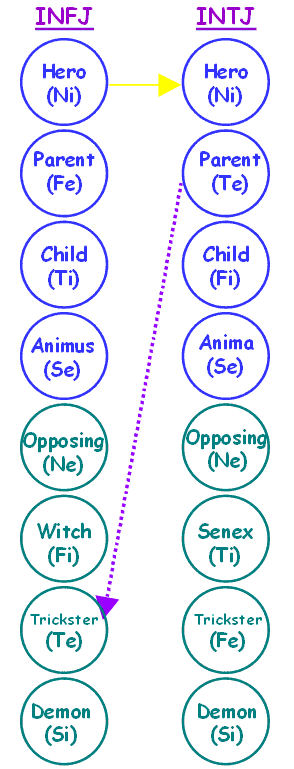 INFJ INTJ
Hero Hero
(Ni) (Ni)
Parent Parent
(Fe) (Te)
Child Child
(Ti) (Fi)
Animus Anima
(Se) (Se)
Opposing Opposing
(Ne) (Ne)
Witch Senex
(Fi) (Ti)
Trickster Trickster
(Te) (Fe)
Demon Demon
(Si) (Si)